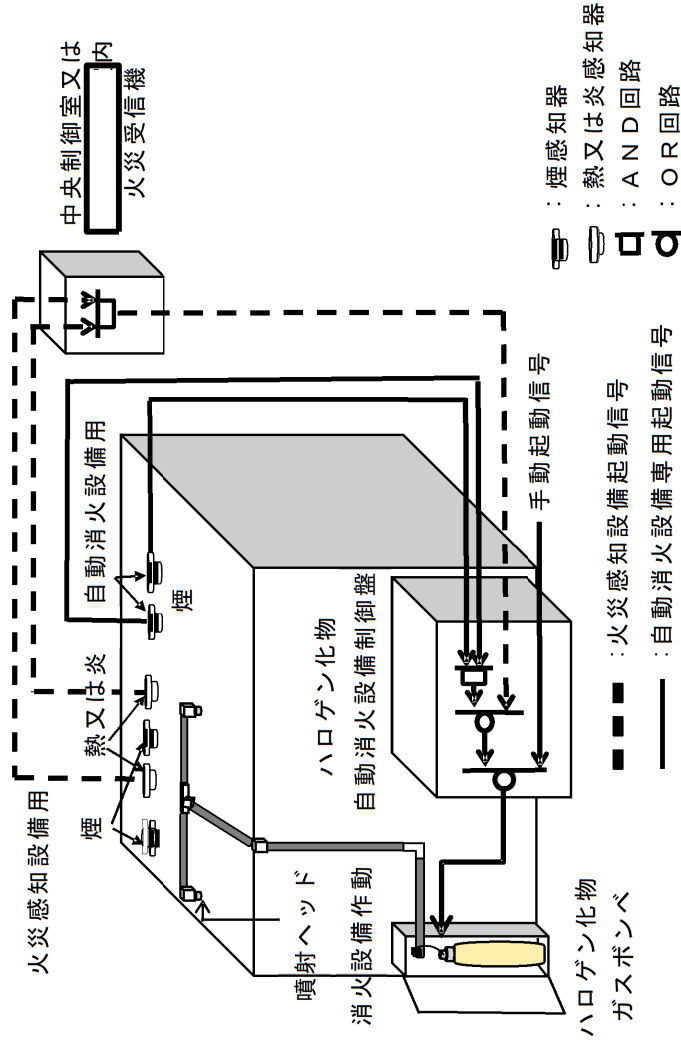 中央制御室又は
内
火災受信機
火災感知設備用
煙
熱又は炎
自動消火設備用
煙
ハロゲン化物
自動消火設備制御盤
噴射ヘッド
消火設備作動
手動起動信号
ハロゲン化物
ガスボンベ
:火災感知設備起動信号
:自動消火設備専用起動信号
:煙感知器
:熱又は炎感知器
:AND回路
:OR回路